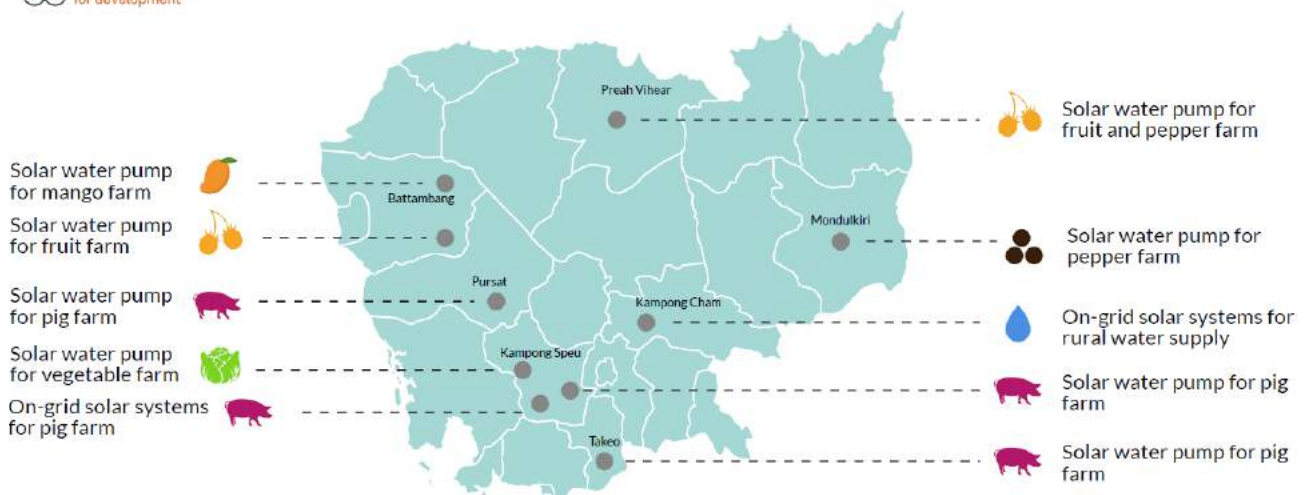 for development
Preah Vihear
Solar water pump for
fruit and pepper farm
Solar water pump
for mango farm
Battambang
Solar water pump
for fruit farm
Mondulkiri
Solar water pump for
pepper farm
Pursat
Solar water pump
for pig farm
Kampong Cham
On-grid solar systems for
rural water supply
Kampong Speu
Solar water pump
for vegetable farm
Solar water pump for pig
farm
On-grid solar systems
for pig farm
Takeo
Solar water pump for pig
farm